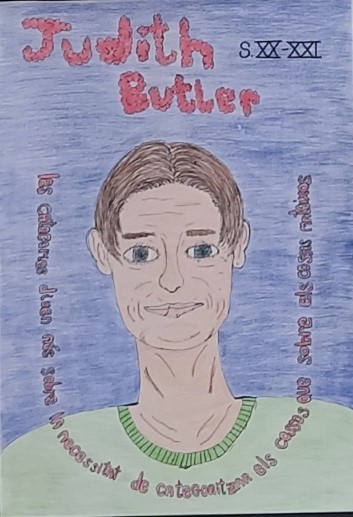 Judith
Butler
S. XX-XXI
les categories diuen més sobre la necessitat de categoritzar els cossos que sobre els cossos